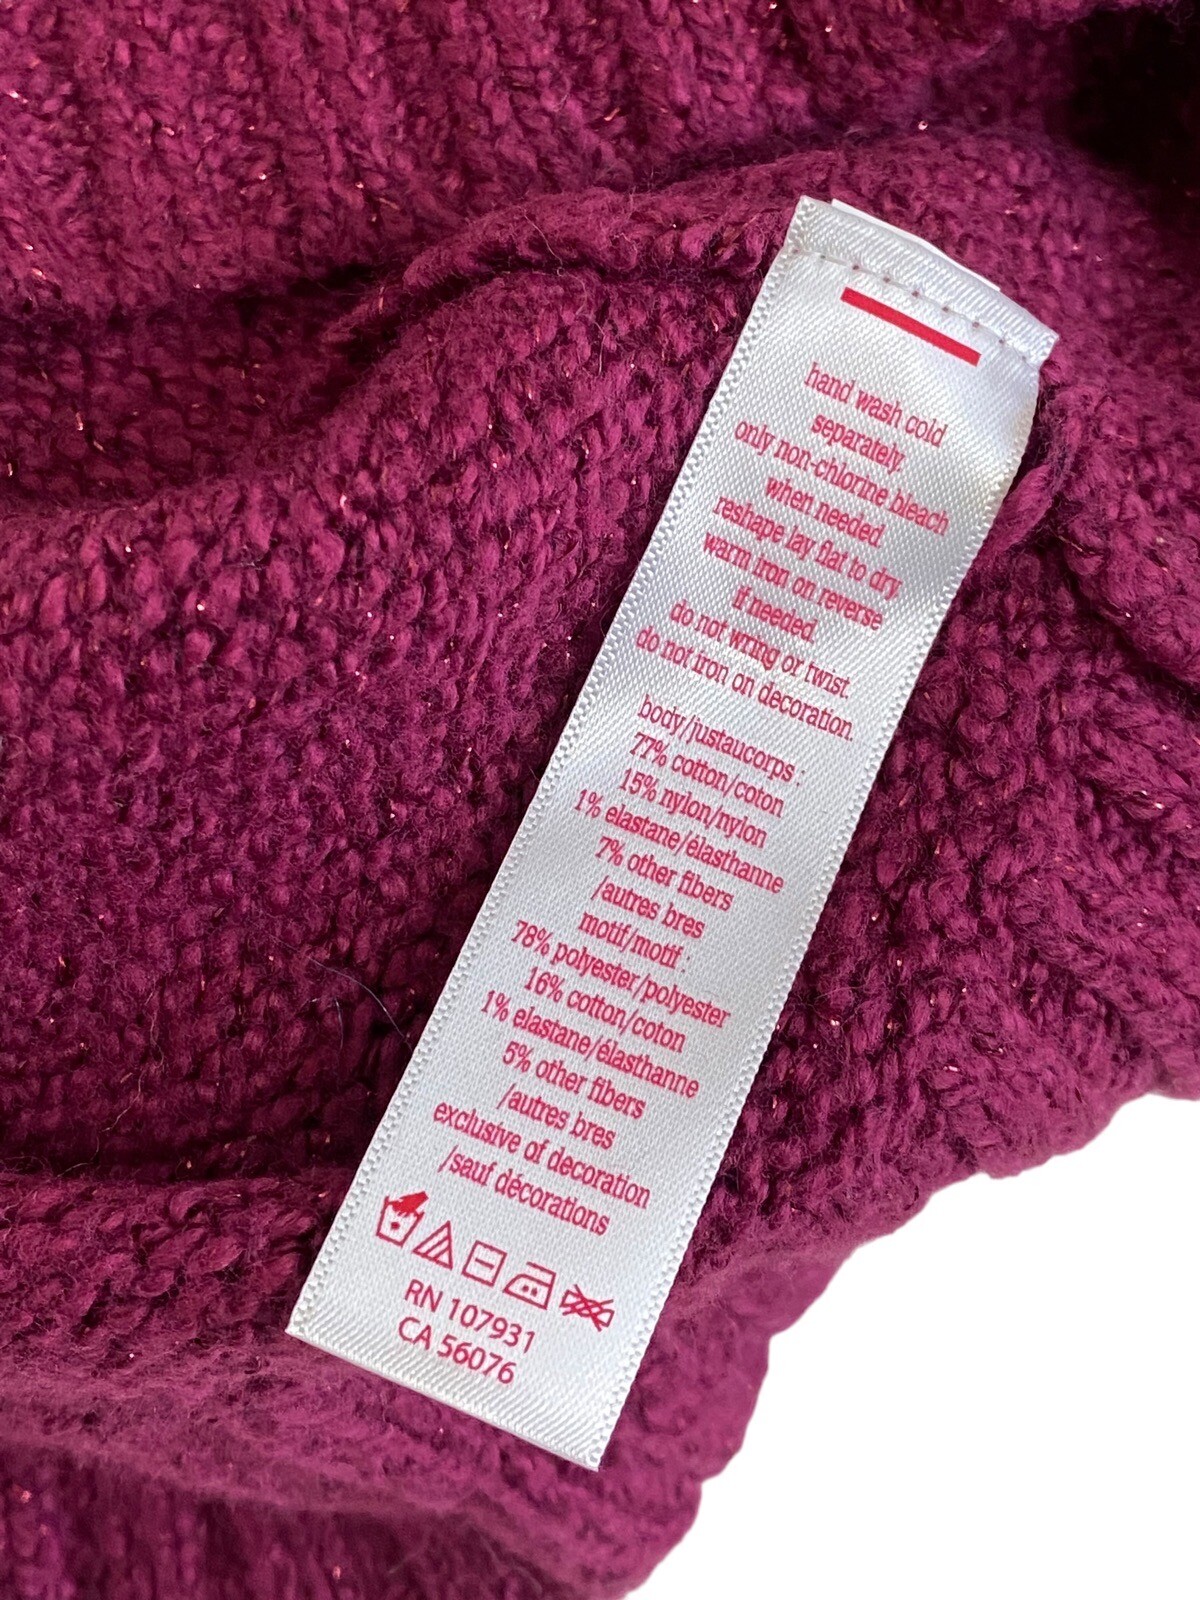 hand wash cold
separately.
only non-chlorine bleach
when needed.
reshape lay flat to dry.
warm iron on reverse
if needed.
do not wring or twist.
do not iron on decoration.
body/justaucorps :
77% cotton/coton
15% nylon/nylon
1% elastane/élasthanne
7% other fibers
/autres bres
motif/motif :
78% polyester/polyester
16% cotton/coton
1% elastane/élasthanne
5% other fibers
/autres bres
exclusive of decoration
/sauf décorations
RN 107931
CA 56076